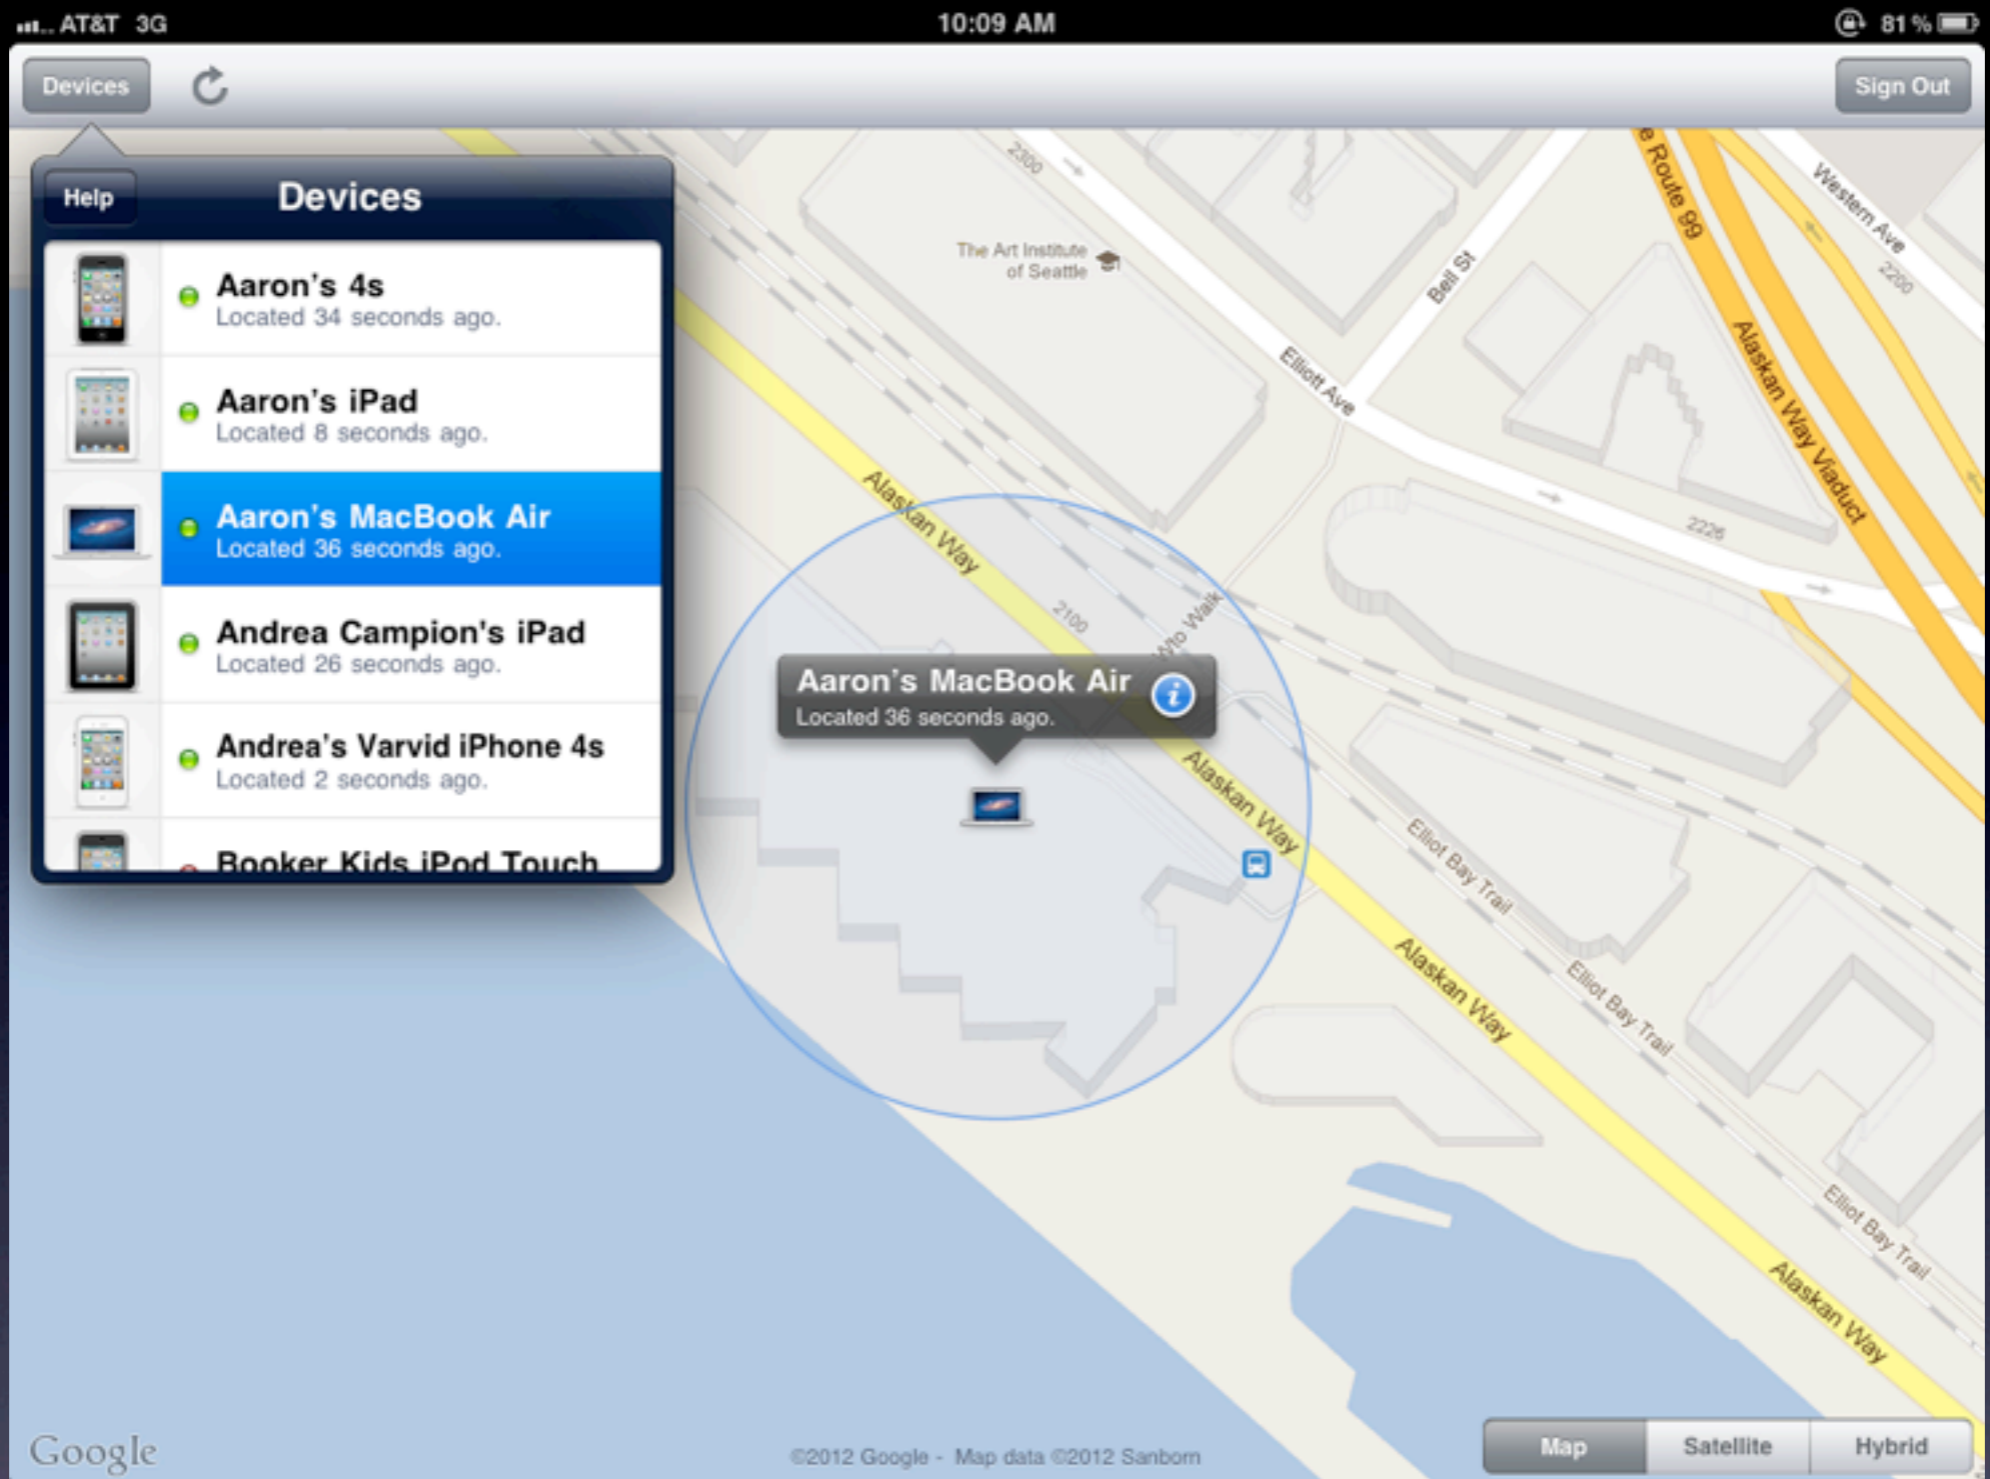 AT&T 3G
10:09 AM
81%
Devices
Sign Out
Help
Devices
Aaron's 4s
Located 34 seconds ago.
Aaron's iPad
Located 8 seconds ago.
Aaron's MacBook Air
Located 36 seconds ago.
Andrea Campion's iPad
Located 26 seconds ago.
Andrea's Varvid iPhone 4s
Located 2 seconds ago.
Booker Kids iPod Touch
2300
The Art Institute
of Seattle
Bell St
e Route 99
Western Ave
2200
Elliott Ave
Alaskan Way Viaduct
2226
Alaskan Way
2100
Wto Walk
Aaron's MacBook Air
Located 36 seconds ago.
Alaskan Way
Elliot Bay Trail
Alaskan Way
Elliot Bay Trail
Elliot Bay Trail
Alaskan Way
Google
©2012 Google - Map data ©2012 Sanborn
Map
Satellite
Hybrid